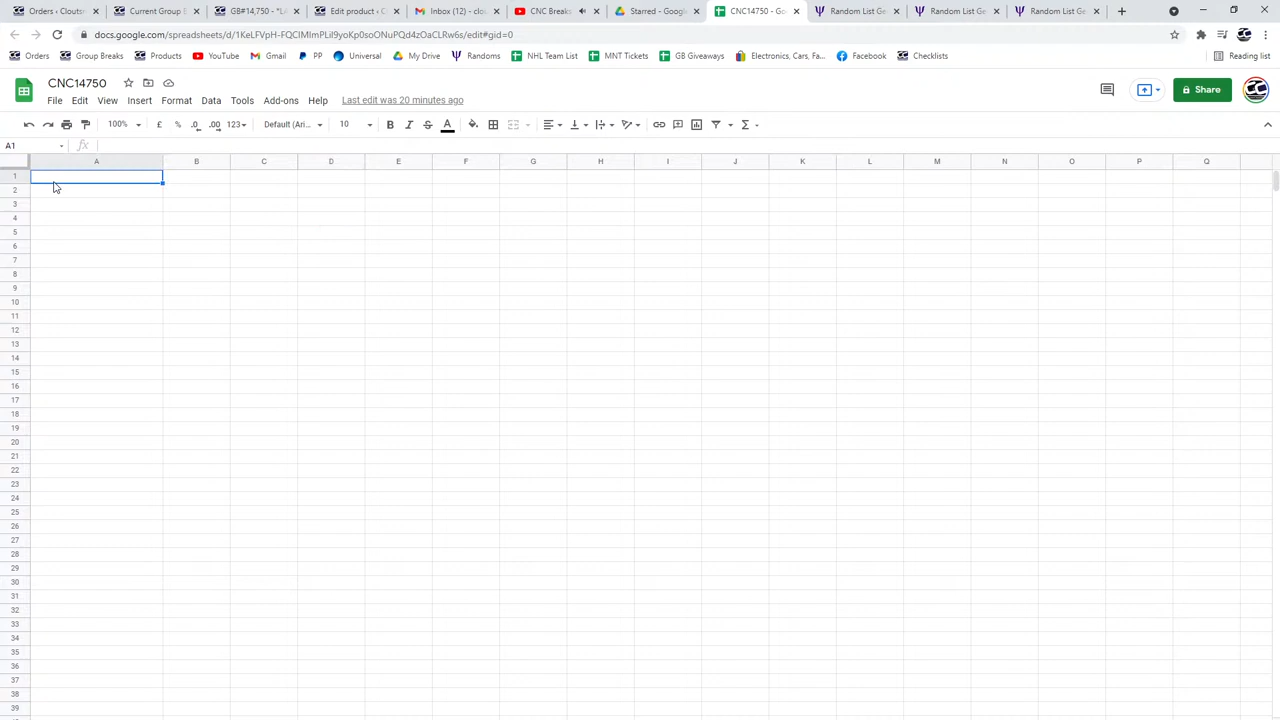 Orders ‹ Clouts
Current Group B
GB#14,750 - *L
Edit product ‹ C
Inbox (12) - clou
CNC Breaks
Starred - Google
CNC14750 - Go
Random List Ge
Random List Ge
Random List Ge
docs.google.com/spreadsheets/d/1KeLFVpH-FQCIMImPLiI9yoKp0soONuPQd4zOaCLRw6s/edit#gid=0
Orders
Group Breaks
Products
YouTube
Gmail
PP
Universal
My Drive
Randoms
NHL Team List
MNT Tickets
GB Giveaways
Electronics, Cars, Fa...
Facebook
Checklists
Reading list
CNC14750
File Edit View Insert Format Data Tools Add-ons Help Last edit was 20 minutes ago
Share
100% £ % .0 .00 123 Default (Ari... 10 B I S A
A1 fx
A B C D E F G H I J K L M N O P Q
1
2
3
4
5
6
7
8
9
10
11
12
13
14
15
16
17
18
19
20
21
22
23
24
25
26
27
28
29
30
31
32
33
34
35
36
37
38
39